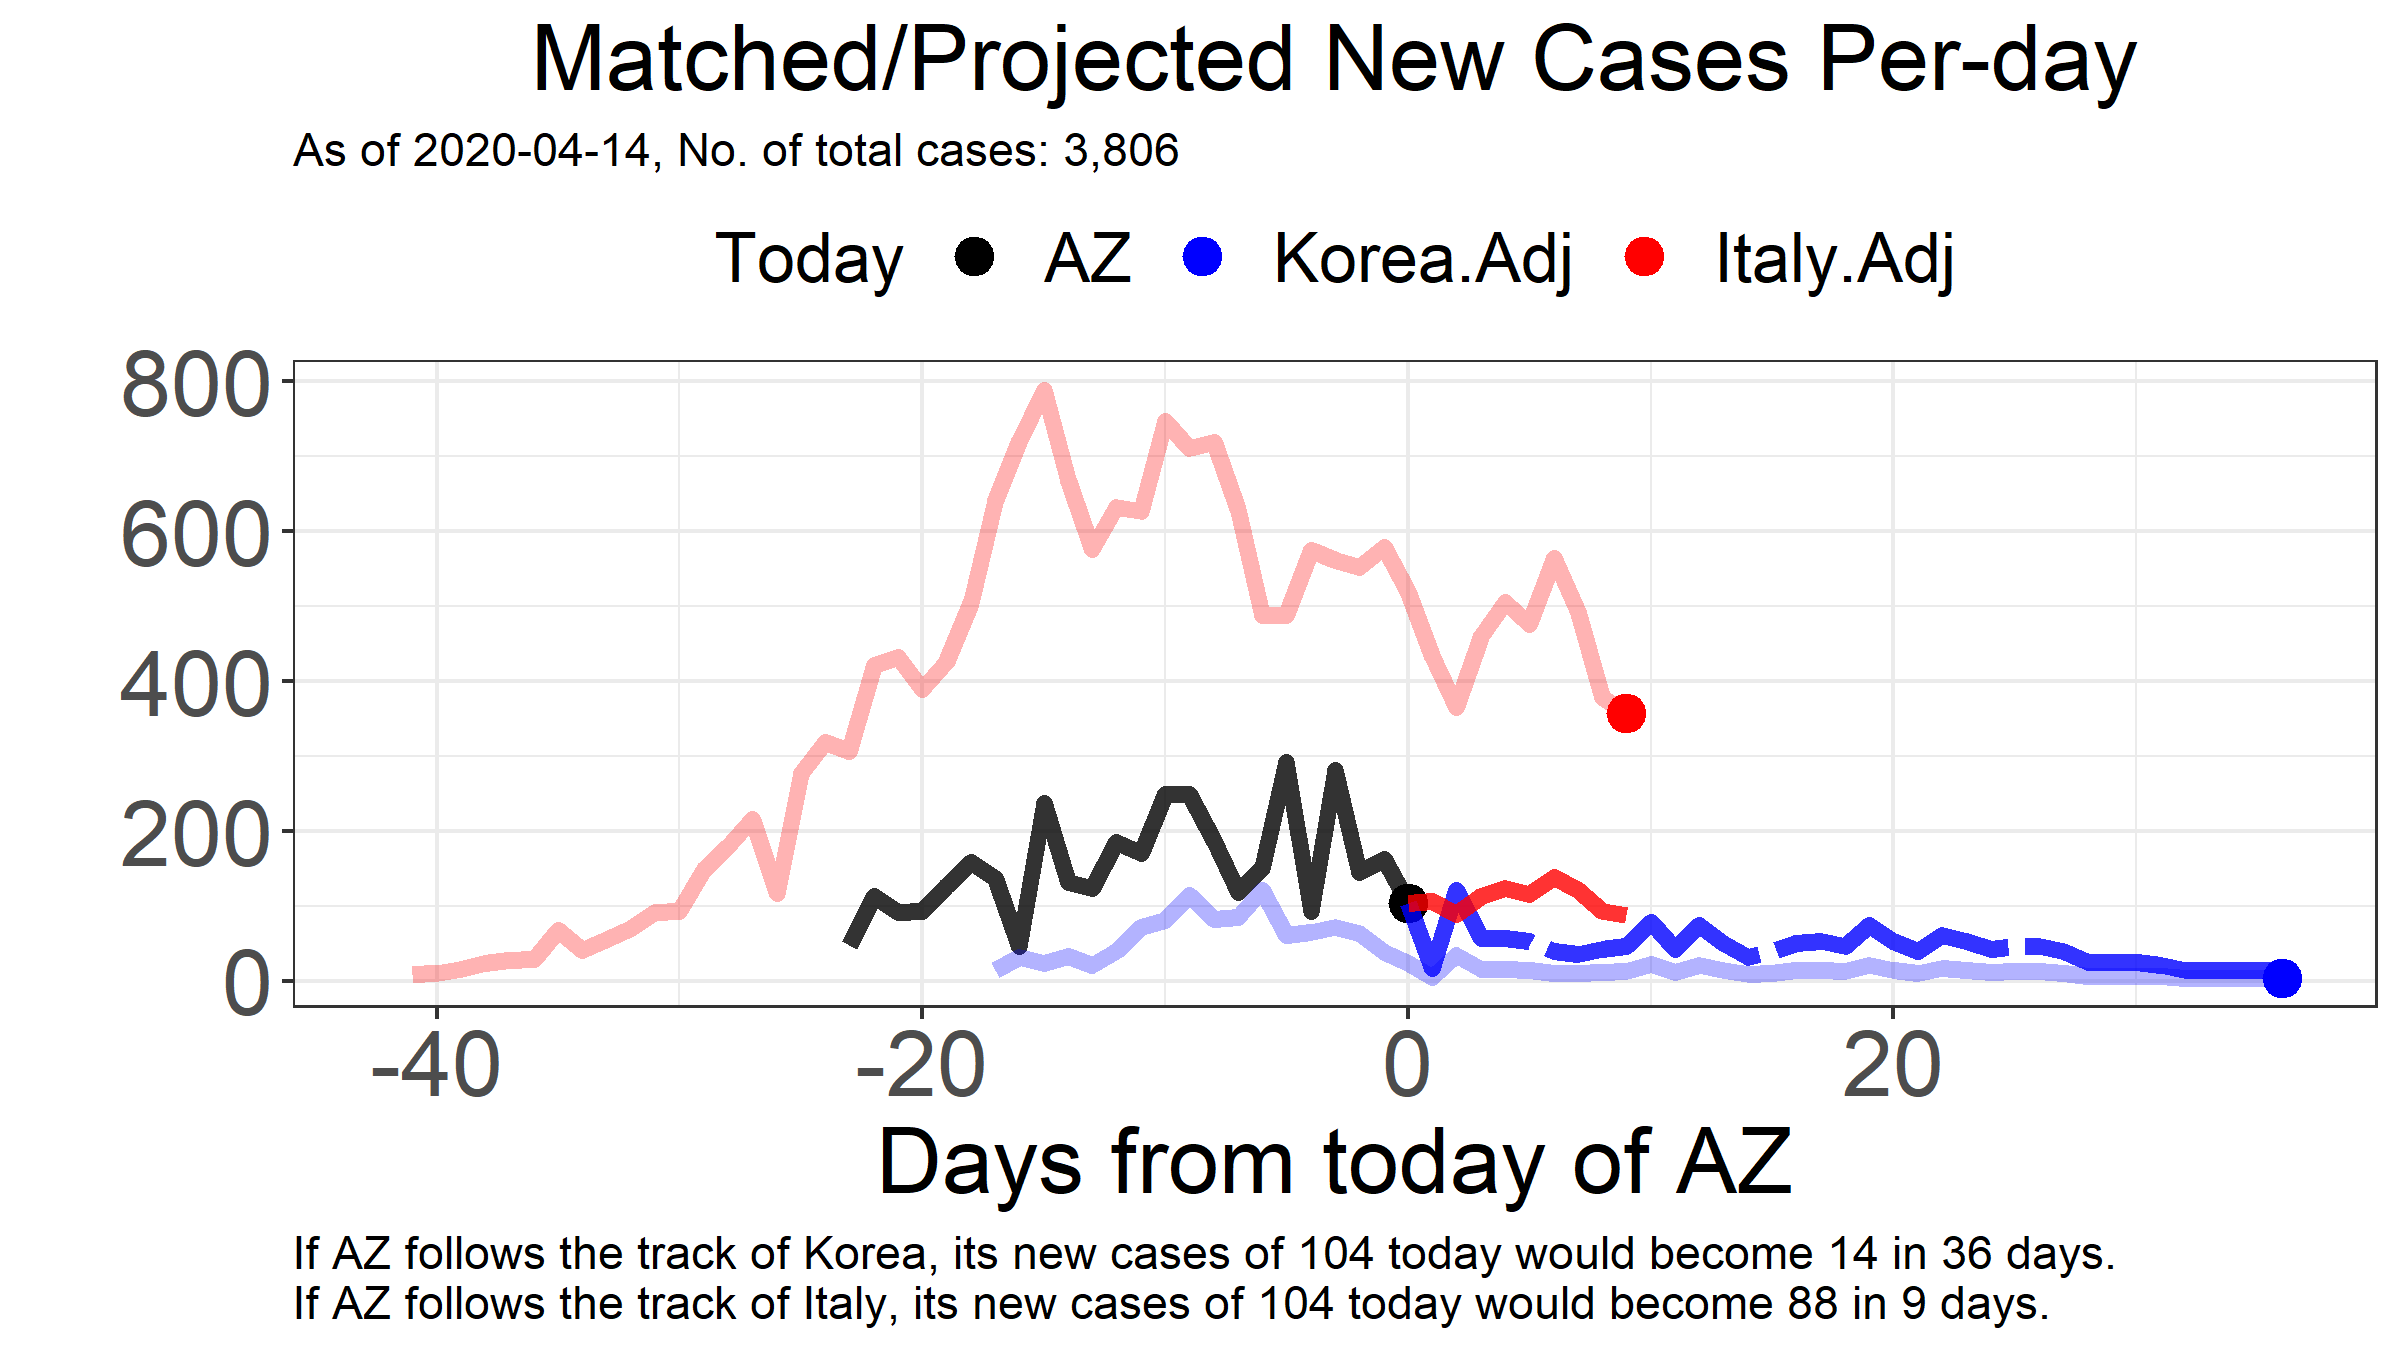 Matched/Projected New Cases Per-day
As of 2020-04-14, No. of total cases: 3,806
Today AZ Korea.Adj Italy.Adj
800
600
400
200
0
-40 -20 0 20
Days from today of AZ
If AZ follows the track of Korea, its new cases of 104 today would become 14 in 36 days.
If AZ follows the track of Italy, its new cases of 104 today would become 88 in 9 days.